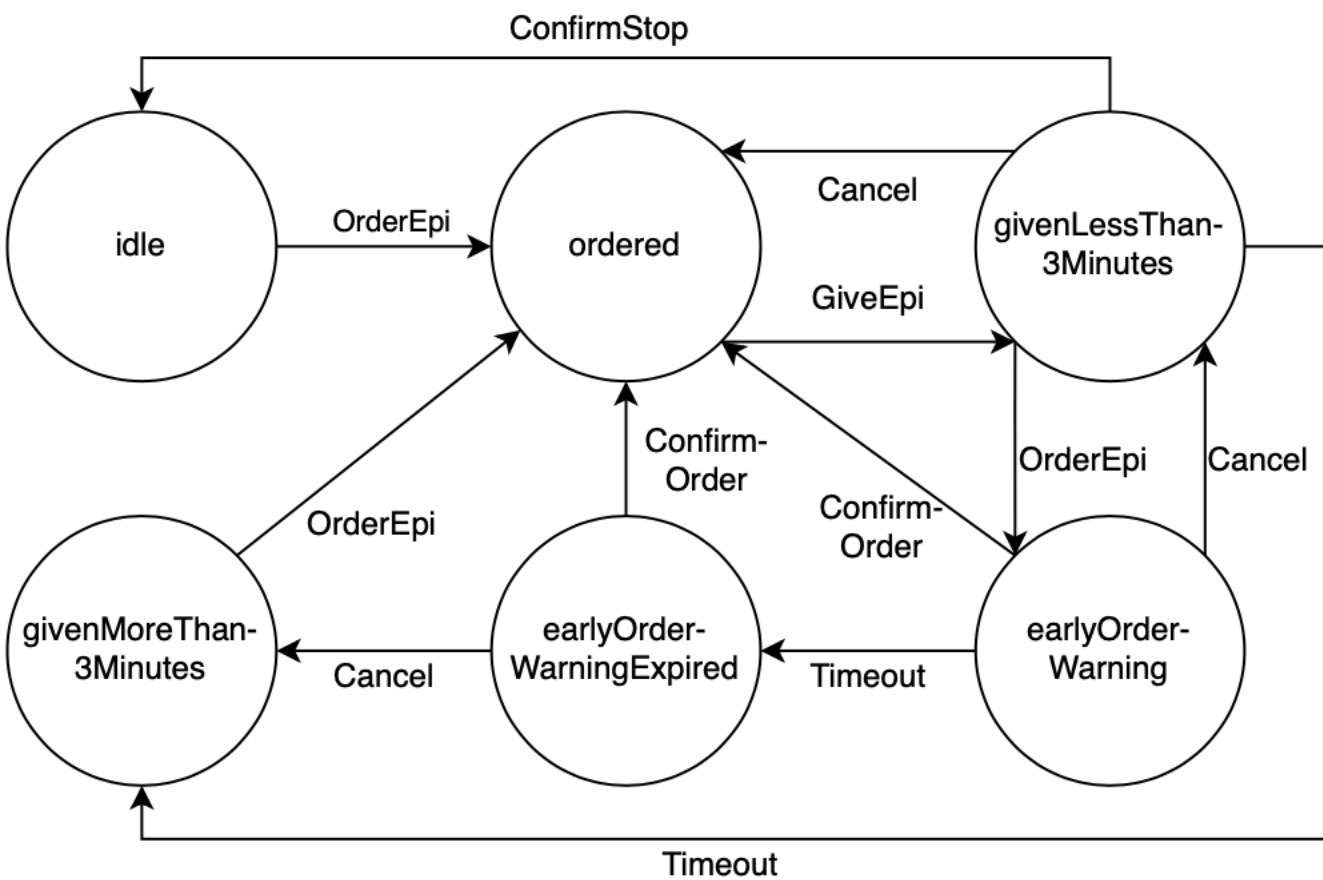 ConfirmStop
idle
OrderEpi
ordered
Cancel
GiveEpi
givenLessThan-
3Minutes
OrderEpi
Confirm-
Order
Confirm-
Order
OrderEpi
Cancel
givenMoreThan-
3Minutes
Cancel
earlyOrder-
WarningExpired
Timeout
earlyOrder-
Warning
Timeout